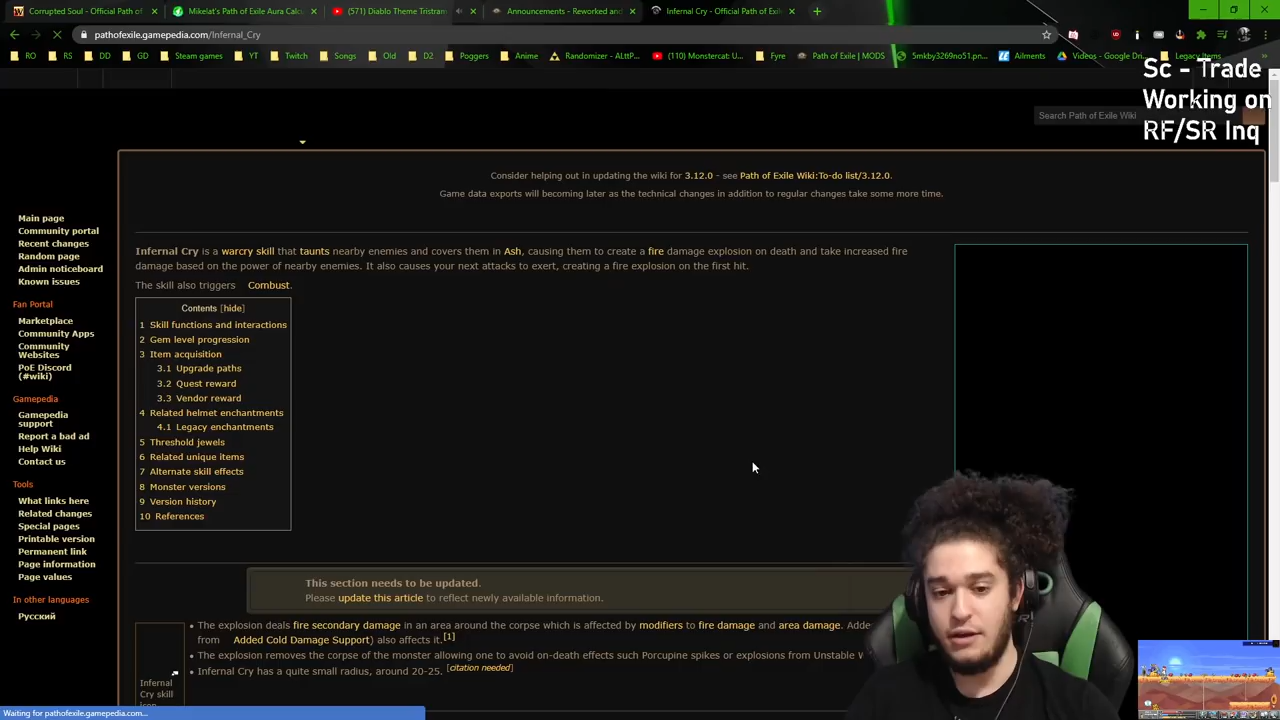 Corrupted Soul - Official Path of
Mikelat's Path of Exile Aura Calc
(571) Diablo Theme Tristram
Announcements - Reworked and
Infernal Cry - Official Path of Exile
pathofexile.gamepedia.com/Infernal_Cry
RO
RS
DD
GD
Steam games
YT
Twitch
Songs
Old
D2
Poggers
Anime
Randomizer - ALttP...
(110) Monstercat: U...
Fyre
Path of Exile | MODS
5mkby3269no51.pn...
Ailments
Videos - Google Dri...
Legacy Items
Sc - Trade
Working on
RF/SR Inq
Search Path of Exile Wiki
Consider helping out in updating the wiki for 3.12.0 - see Path of Exile Wiki:To-do list/3.12.0.
Game data exports will becoming later as the technical changes in addition to regular changes take some more time.
Main page
Community portal
Recent changes
Random page
Admin noticeboard
Known issues
Fan Portal
Marketplace
Community Apps
Community
Websites
PoE Discord
(#wiki)
Gamepedia
Gamepedia
support
Report a bad ad
Help Wiki
Contact us
Tools
What links here
Related changes
Special pages
Printable version
Permanent link
Page information
Page values
In other languages
Русский
Infernal Cry is a warcry skill that taunts nearby enemies and covers them in Ash, causing them to create a fire damage explosion on death and take increased fire
damage based on the power of nearby enemies. It also causes your next attacks to exert, creating a fire explosion on the first hit.
The skill also triggers Combust.
Contents [hide]
1 Skill functions and interactions
2 Gem level progression
3 Item acquisition
3.1 Upgrade paths
3.2 Quest reward
3.3 Vendor reward
4 Related helmet enchantments
4.1 Legacy enchantments
5 Threshold jewels
6 Related unique items
7 Alternate skill effects
8 Monster versions
9 Version history
10 References
This section needs to be updated.
Please update this article to reflect newly available information.
Infernal
Cry skill
icon
• The explosion deals fire secondary damage in an area around the corpse which is affected by modifiers to fire damage and area damage. Adde
from Added Cold Damage Support) also affects it.[1]
• The explosion removes the corpse of the monster allowing one to avoid on-death effects such Porcupine spikes or explosions from Unstable W
• Infernal Cry has a quite small radius, around 20-25. [citation needed]
Waiting for pathofexile.gamepedia.com...